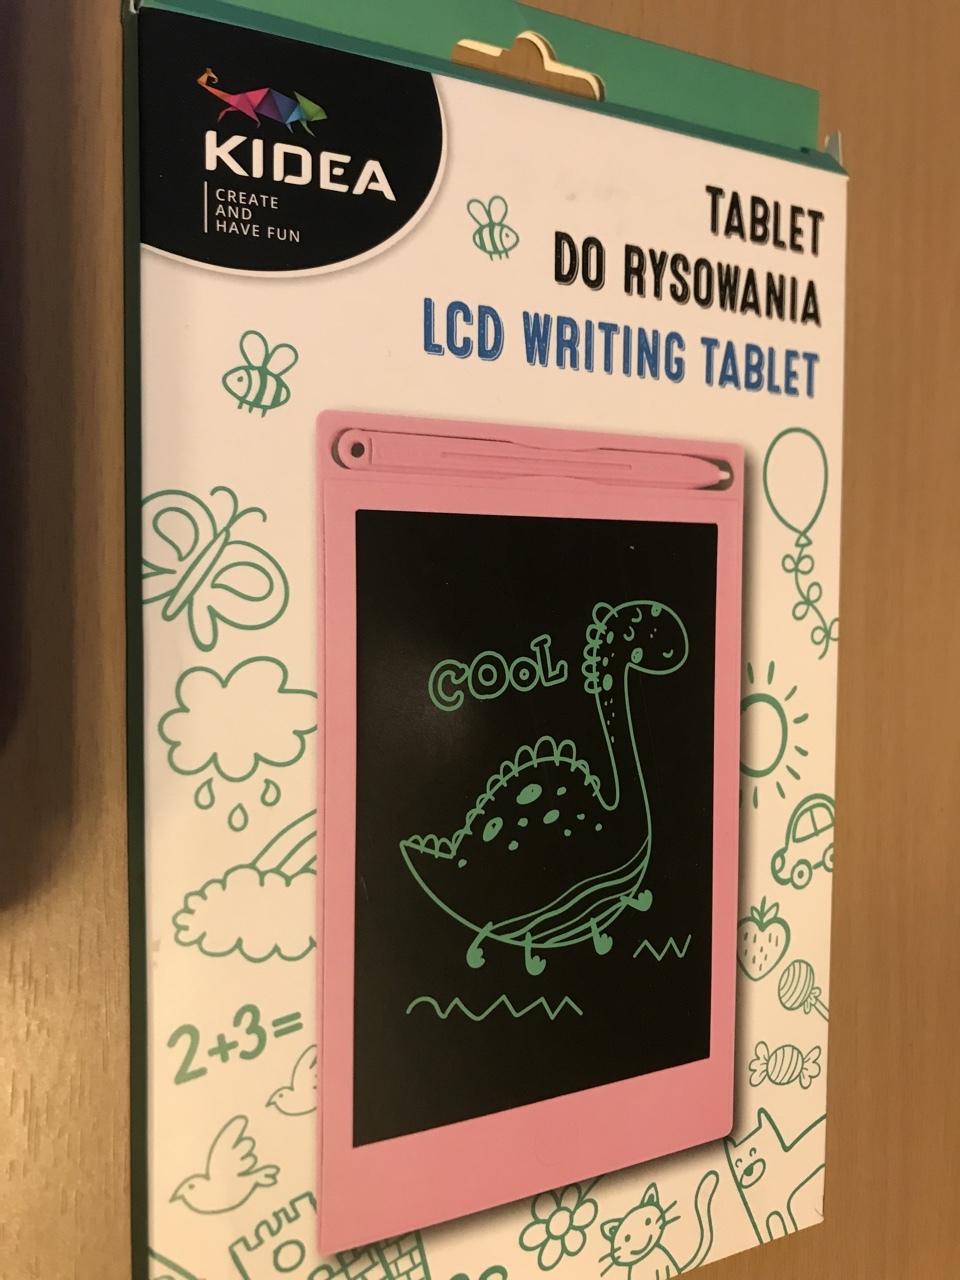 KIDEA
CREATE
AND
HAVE FUN
TABLET
DO RYSOWANIA
LCD WRITING TABLET
COOL
2+3=